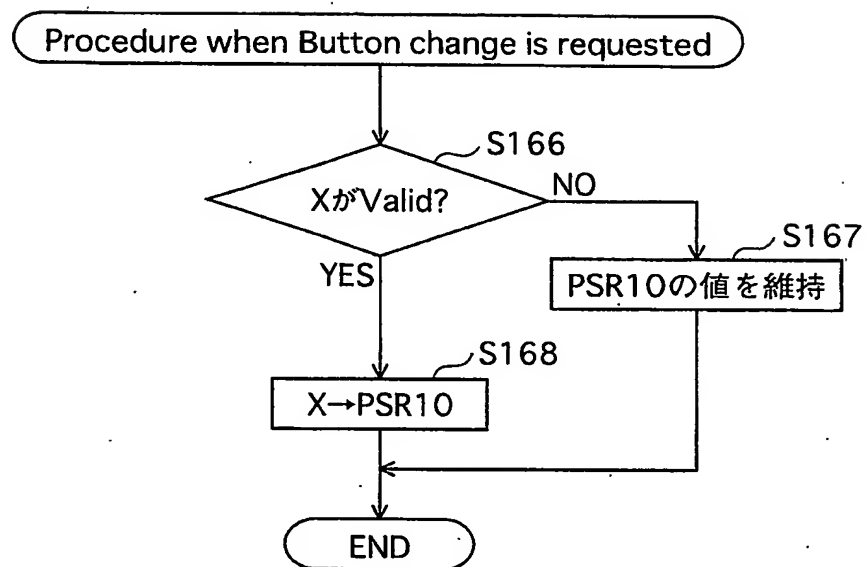 Procedure when Button change is requested
S166
XがValid?
NO
S167
YES
PSR10の値を維持
S168
X→PSR10
END